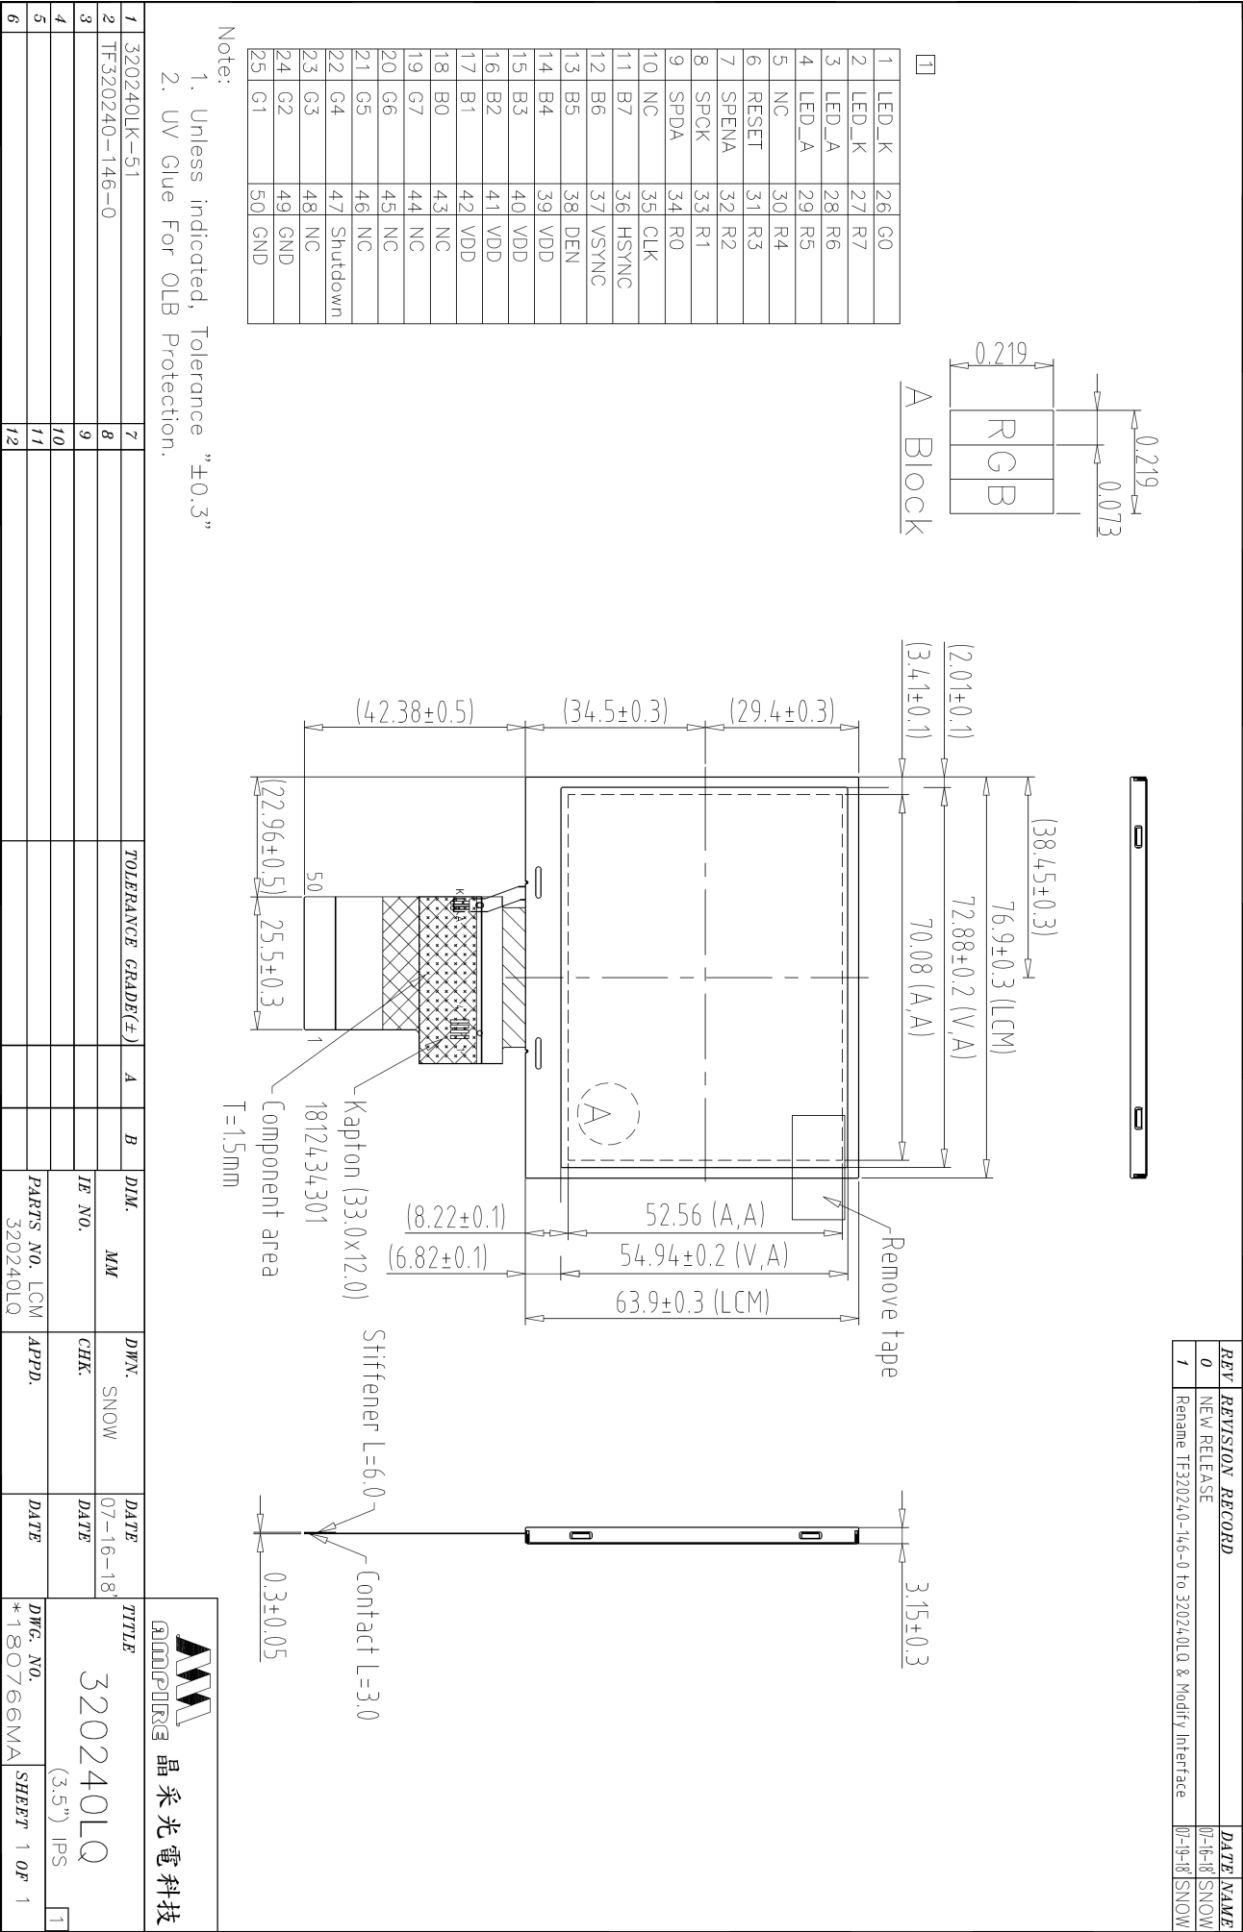 REV REVISION RECORD DATE NAME
0 NEW RELEASE 07-16-18' SNOW
1 Rename TF320240-146-0 to 320240LQ & Modify Interface 07-19-18' SNOW
0.219
0.073
0.219
R G B
A Block
1
1 LED_K 26 G0
2 LED_K 27 R7
3 LED_A 28 R6
4 LED_A 29 R5
5 NC 30 R4
6 RESET 31 R3
7 SPENA 32 R2
8 SPCK 33 R1
9 SPDA 34 R0
10 NC 35 CLK
11 B7 36 HSYNC
12 B6 37 VSYNC
13 B5 38 DEN
14 B4 39 VDD
15 B3 40 VDD
16 B2 41 VDD
17 B1 42 VDD
18 B0 43 NC
19 G7 44 NC
20 G6 45 NC
21 G5 46 NC
22 G4 47 Shutdown
23 G3 48 NC
24 G2 49 GND
25 G1 50 GND
Note:
1. Unless indicated, Tolerance "±0.3"
2. UV Glue For OLB Protection.
(38.45±0.3)
76.9±0.3 (LCM)
72.88±0.2 (V,A)
70.08 (A,A)
(2.01±0.1)
(3.41±0.1)
(29.4±0.3)
(34.5±0.3)
(42.38±0.5)
A
Remove tape
52.56 (A,A)
54.94±0.2 (V,A)
63.9±0.3 (LCM)
(8.22±0.1)
(6.82±0.1)
K
50
1
(22.96±0.5)
25.5±0.3
Kapton (33.0x12.0)
1812434301
Component area
T=1.5mm
3.15±0.3
Stiffener L=6.0
Contact L=3.0
0.3±0.05
AMPIRE 晶采光電科技
1 320240LK-51
2 TF320240-146-0
3
4
5
6
7
8
9
10
11
12
TOLERANCE GRADE(±) A B
DIM. MM
IE NO.
PARTS NO. LCM
320240LQ
DWN. SNOW
CHK.
APPD.
DATE
07-16-18'
DATE
DATE
TITLE
320240LQ
(3.5") IPS
1
DWG. NO.
*180766MA
SHEET 1 OF 1